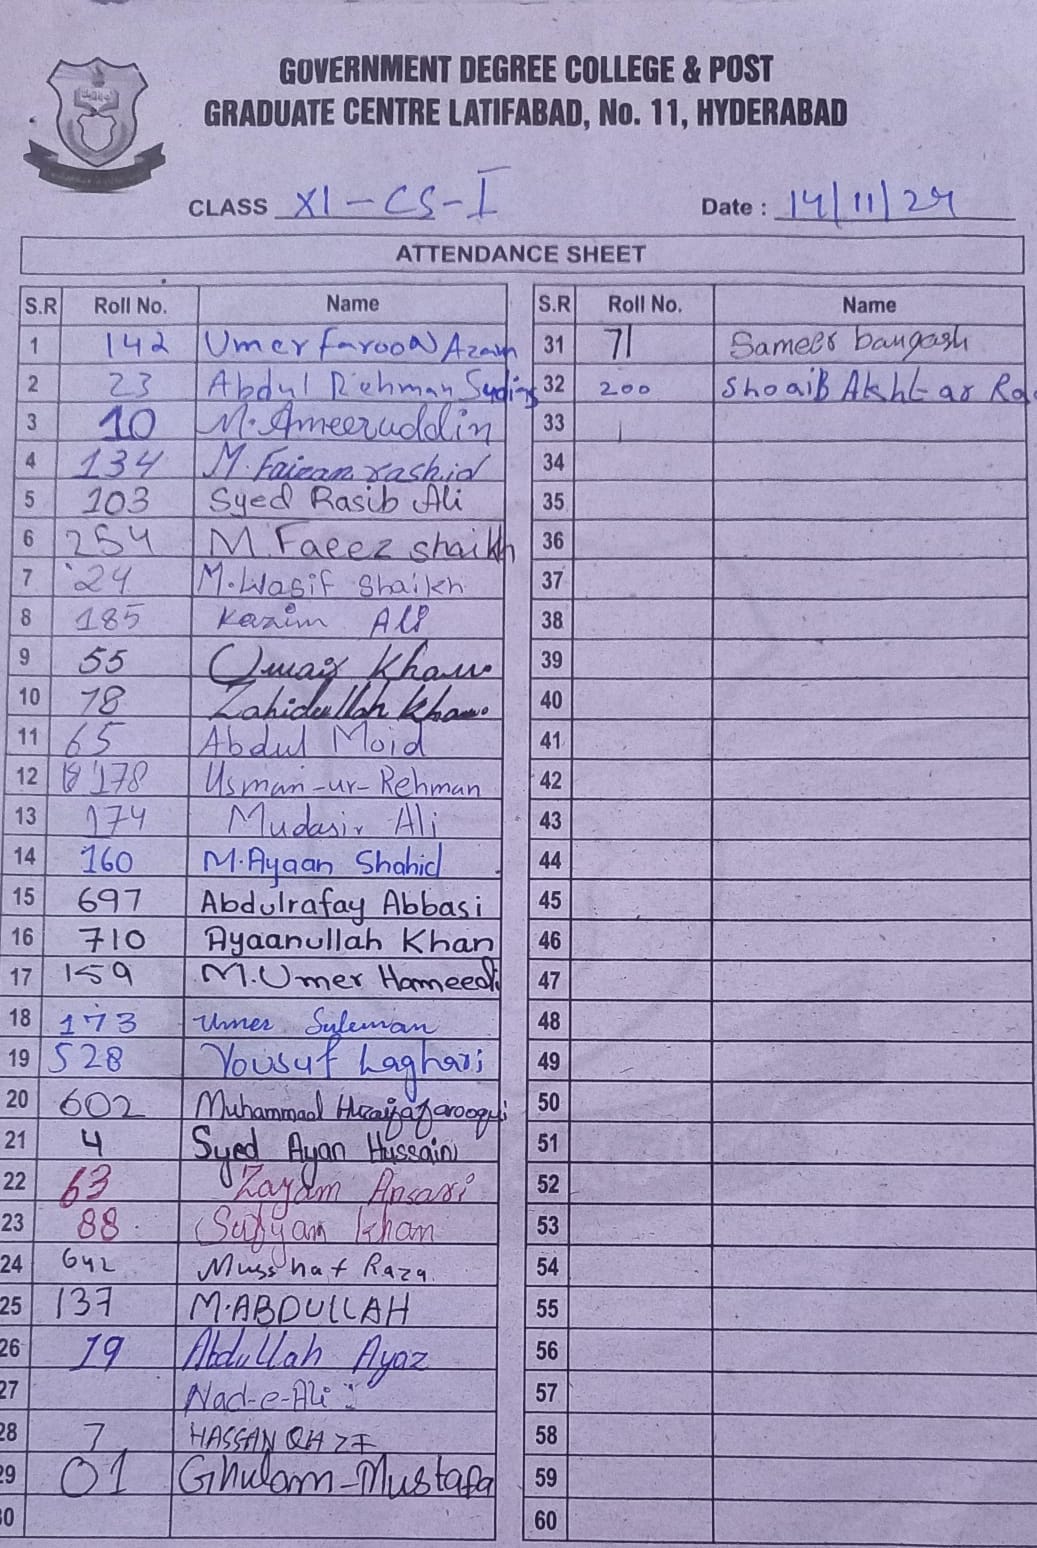 GOVERNMENT DEGREE COLLEGE & POST
GRADUATE CENTRE LATIFABAD, No. 11, HYDERABAD
CLASS XI-CS-I Date : 14/11/24
ATTENDANCE SHEET
S.R Roll No. Name
1 142 Umer Farooq Azam
2 23 Abdul Rehman
3 10 M.Ameeruddin
4 134 M.Faizan rashid
5 103 Syed Rasib Ali
6 254 M.Faeez shaikh
7 24 M.Wasif Shaikh
8 185 Kazim Ali
9 55 Umar Khan
10 78 Zahidullah Khan
11 65 Abdul Moid
12 178 Usman-ur-Rehman
13 174 Mudasir Ali
14 160 M.Ayaan Shahid
15 697 Abdulrafay Abbasi
16 710 Ayaanullah Khan
17 159 M.Umer Hameed
18 173 Umer Suleman
19 528 Yousuf Laghari
20 602 Muhammad Huzaifa farooqui
21 4 Syed Ayan Hussain
22 63 Zayam Ansari
23 88 Sufyan Khan
24 642 Raza
25 137 M.ABDULLAH
26 19 Abdullah Ayaz
27 Nad-e-Ali
28 7 HASSAN QAZI
29 01 Ghulam-Mustafa
30
S.R Roll No. Name
31 71 Sameer bangash
32 200 Shoaib Akhtar
33
34
35
36
37
38
39
40
41
42
43
44
45
46
47
48
49
50
51
52
53
54
55
56
57
58
59
60